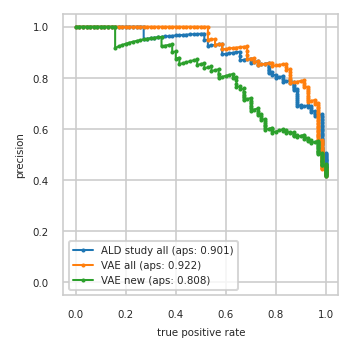 1.0
0.8
0.6
0.4
0.2
0.0
precision
ALD study all (aps: 0.901)
VAE all (aps: 0.922)
VAE new (aps: 0.808)
0.0 0.2 0.4 0.6 0.8 1.0
true positive rate